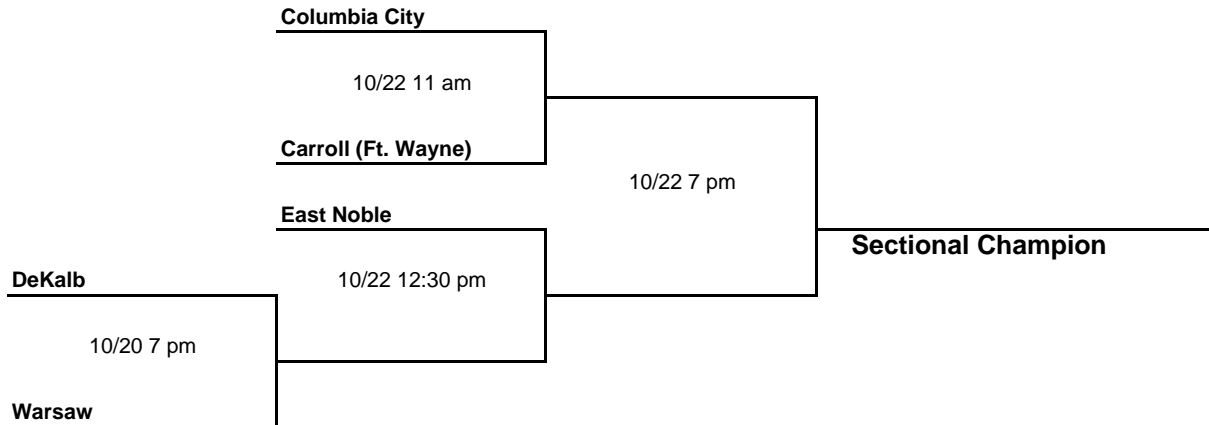 Columbia City
10/22 11 am
Carroll (Ft. Wayne)
10/22 7 pm
East Noble
Sectional Champion
DeKalb
10/22 12:30 pm
10/20 7 pm
Warsaw